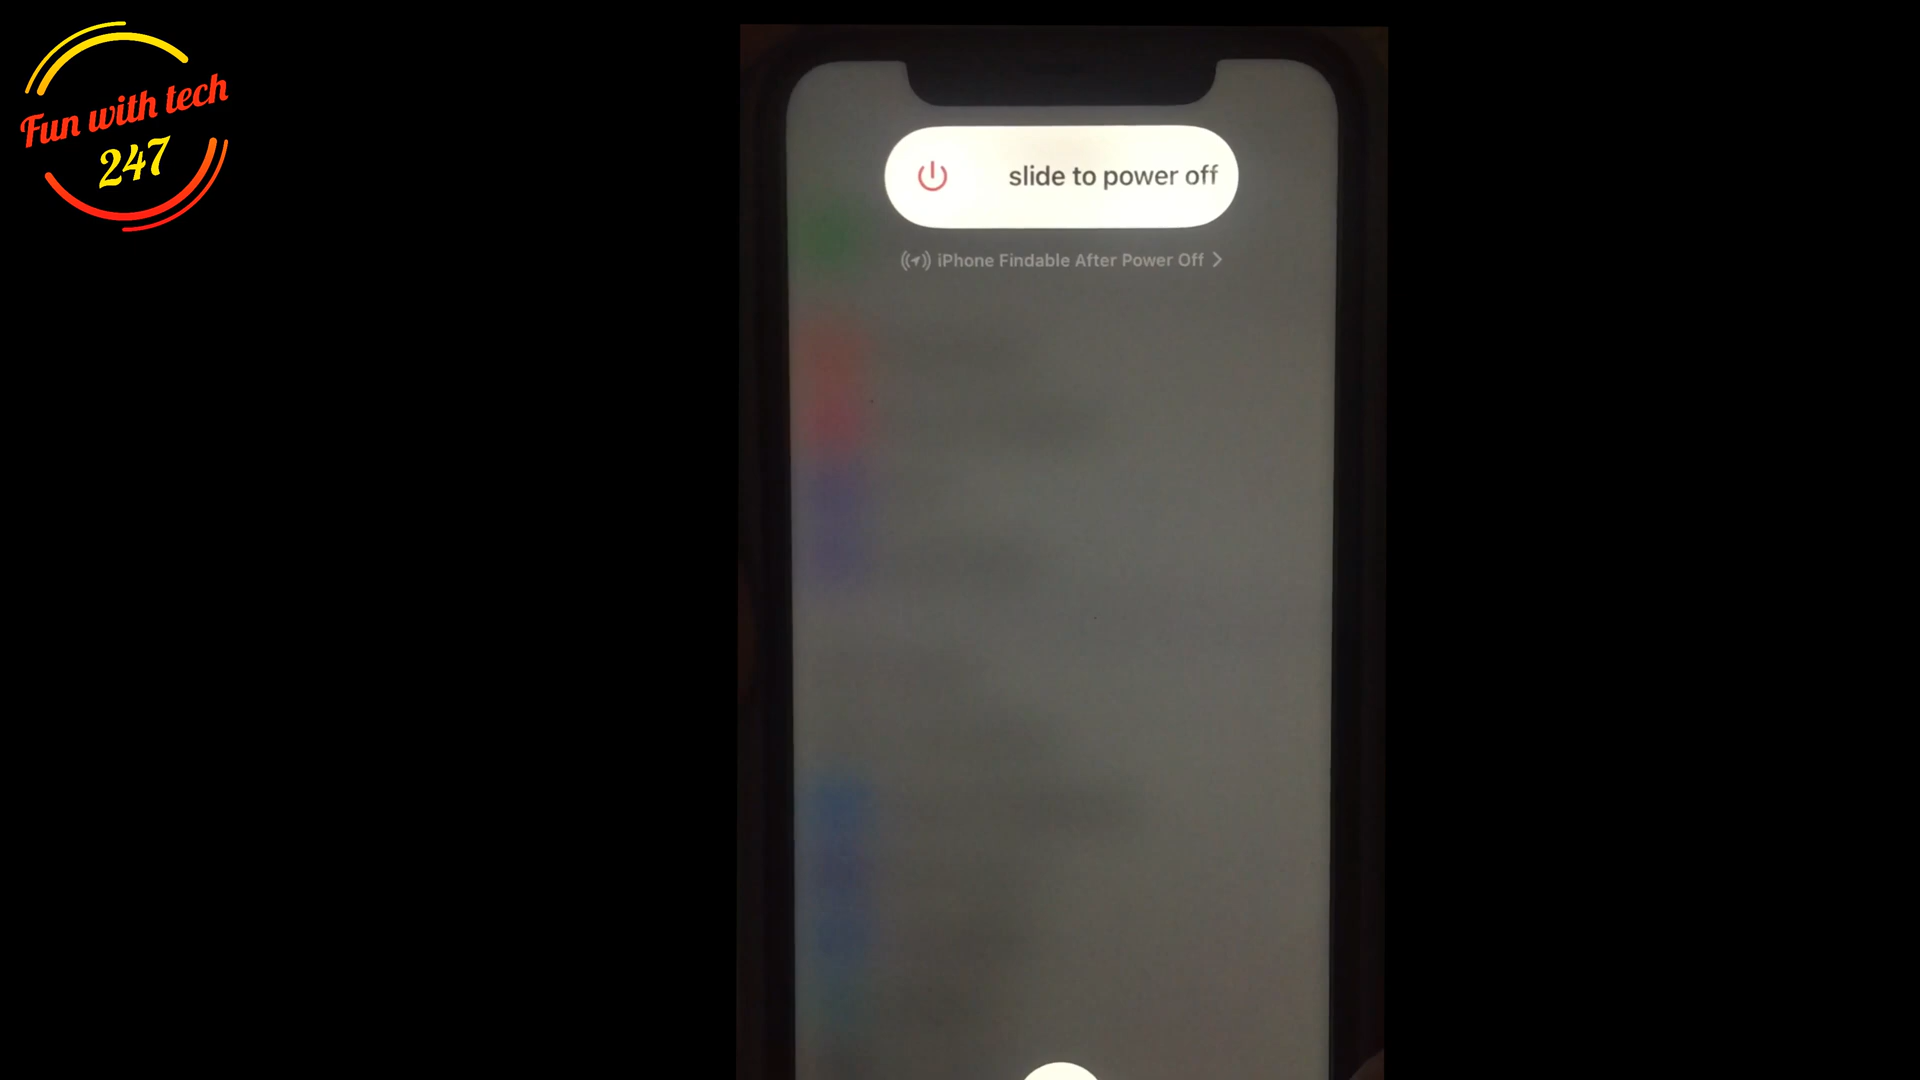 Fun with tech
247
slide to power off
iPhone Findable After Power Off